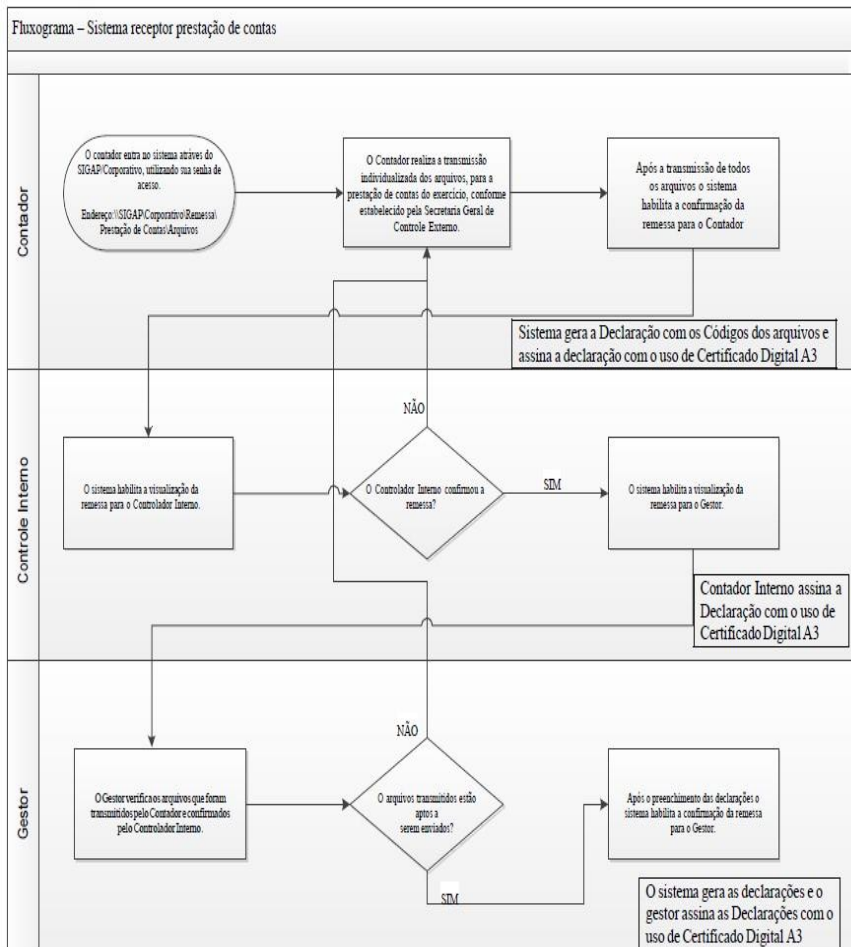 Fluxograma – Sistema receptor prestação de contas
Contador
O contador entra no sistema atráves do
SIGAP\Corporativo, utilizando sua senha de
acesso.
Endereço:\\SIGAP\Corporativo\Remessa\
Prestação de Contas\Arquivos
O Contador realiza a transmissão
individualizada dos arquivos, para a
prestação de contas do exercício, conforme
estabelecido pela Secretaria Geral de
Controle Externo.
Após a transmissão de todos
os arquivos o sistema
habilita a confirmação da
remessa para o Contador
Sistema gera a Declaração com os Códigos dos arquivos e
assina a declaração com o uso de Certificado Digital A3
Controle Interno
O sistema habilita a visualização da
remessa para o Controlador Interno.
NÃO
O Controlador Interno confirmou a
remessa?
SIM
O sistema habilita a visualização da
remessa para o Gestor.
Contador Interno assina a
Declaração com o uso de
Certificado Digital A3
Gestor
O Gestor verifica os arquivos que foram
transmitidos pelo Contador e confirmados
pelo Controlador Interno.
NÃO
O arquivos transmitidos estão
aptos a
serem enviados?
SIM
Após o preenchimento das declarações o
sistema habilita a confirmação da remessa
para o Gestor.
O sistema gera as declarações e o
gestor assina as Declarações com o
uso de Certificado Digital A3